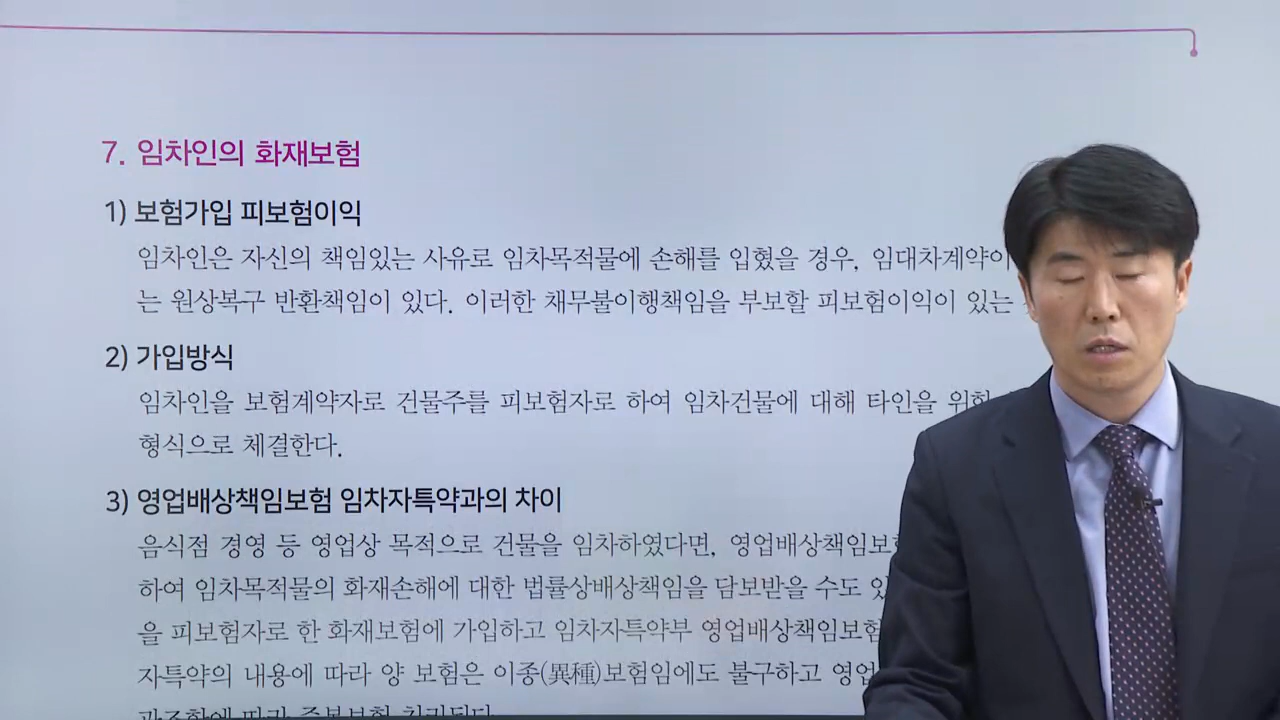 7. 임차인의 화재보험
1) 보험가입 피보험이익
임차인은 자신의 책임있는 사유로 임차목적물에 손해를 입혔을 경우, 임대차계약이
는 원상복구 반환책임이 있다. 이러한 채무불이행책임을 부보할 피보험이익이 있는
2) 가입방식
임차인을 보험계약자로 건물주를 피보험자로 하여 임차건물에 대해 타인을 위한
형식으로 체결한다.
3) 영업배상책임보험 임차자특약과의 차이
음식점 경영 등 영업상 목적으로 건물을 임차하였다면, 영업배상책임보험
하여 임차목적물의 화재손해에 대한 법률상배상책임을 담보받을 수도 있
을 피보험자로 한 화재보험에 가입하고 임차자특약부 영업배상책임보험
자특약의 내용에 따라 양 보험은 이종(異種)보험임에도 불구하고 영업